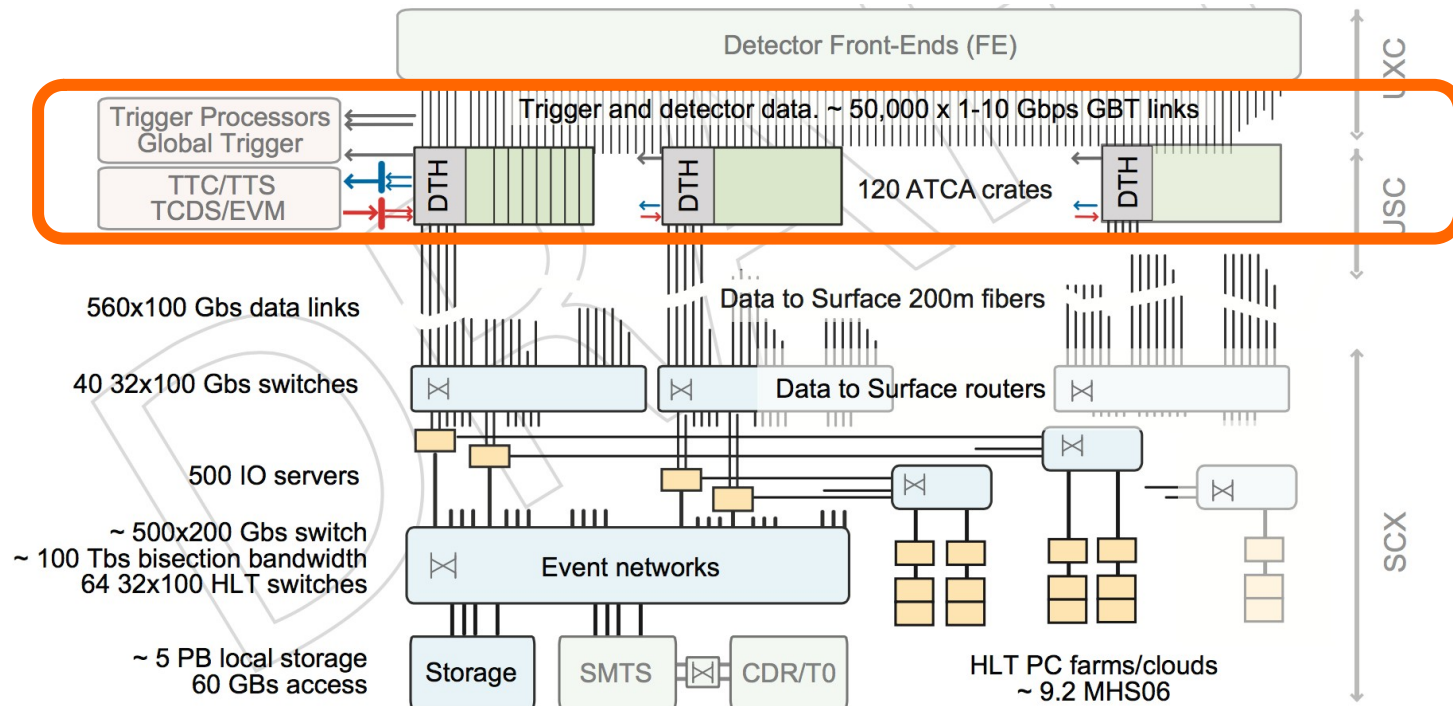 Detector Front-Ends (FE)
UXC
Trigger Processors
Global Trigger
Trigger and detector data. ~ 50,000 x 1-10 Gbps GBT links
TTC/TTS
TCDS/EVM
DTH
DTH
120 ATCA crates
DTH
USC
560x100 Gbs data links
Data to Surface 200m fibers
40 32x100 Gbs switches
Data to Surface routers
500 IO servers
~ 500x200 Gbs switch
~ 100 Tbs bisection bandwidth
64 32x100 HLT switches
Event networks
SCX
~ 5 PB local storage
60 GBs access
Storage
SMTS
CDR/T0
HLT PC farms/clouds
~ 9.2 MHS06